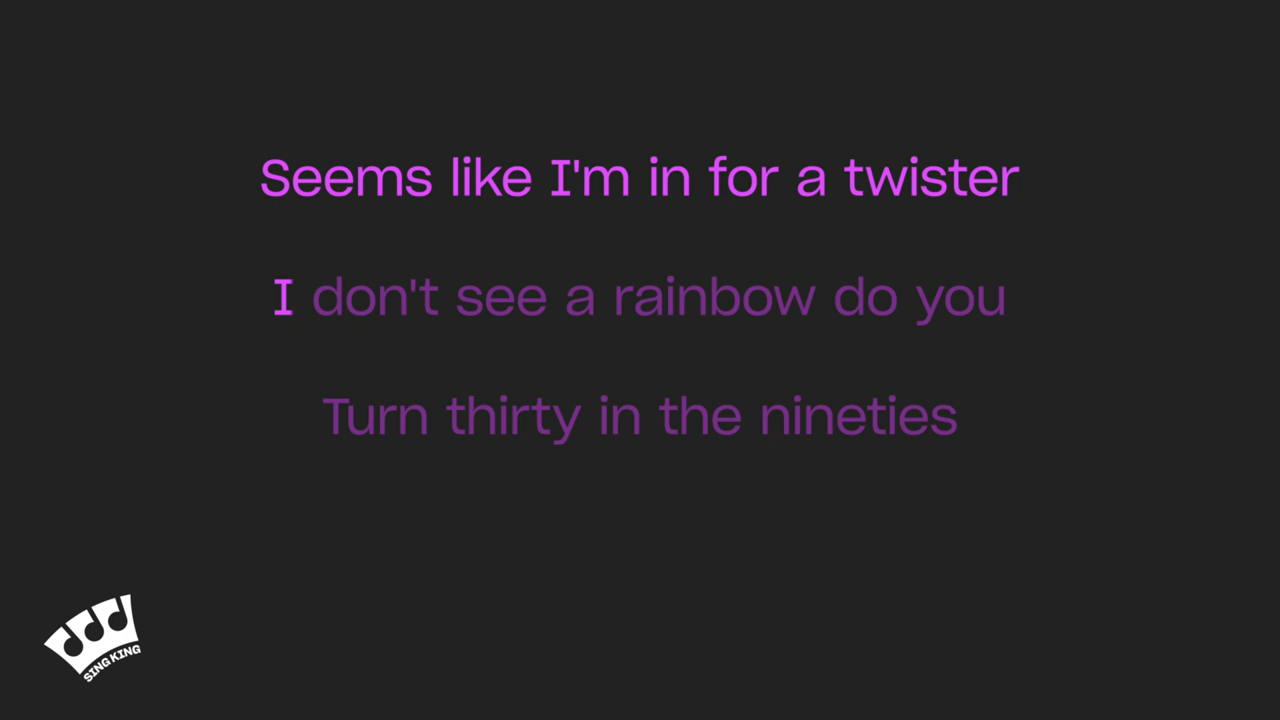 Seems like I'm in for a twister
I don't see a rainbow do you
Turn thirty in the nineties
SING KING